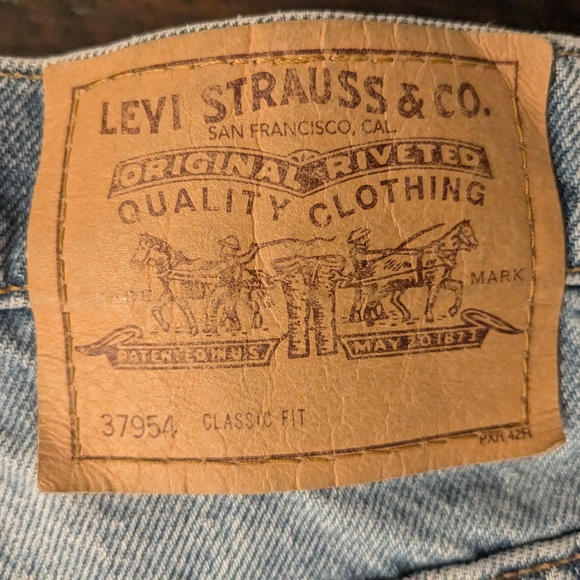 LEVI STRAUSS & CO.
SAN FRANCISCO, CAL.
ORIGINAL RIVETED
QUALITY CLOTHING
TRADE MARK
PATENTED IN U.S. MAY 20 1873
37954 CLASSIC FIT